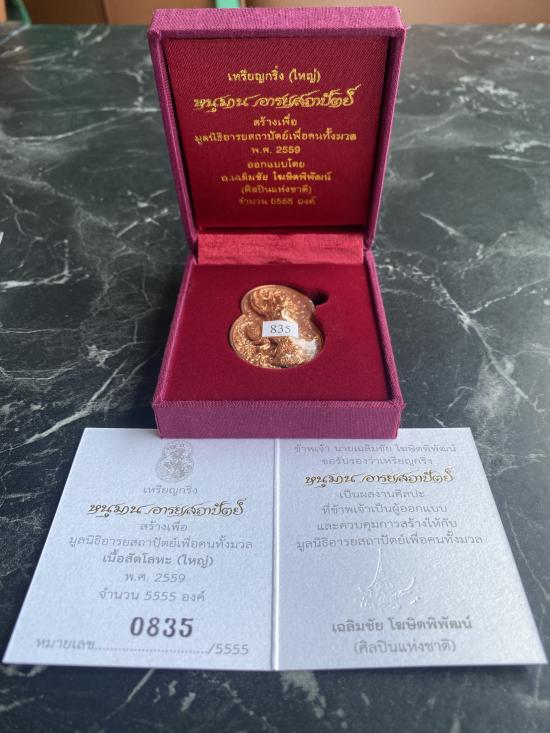 เหรียญกริ่ง (ใหญ่)
หนุมาน อารยสถาปัตย์
สร้างเพื่อ
มูลนิธิอารยสถาปัตย์เพื่อคนทั้งมวล
พ.ศ. 2559
ออกแบบโดย
อ.เฉลิมชัย โฆษิตพิพัฒน์
(ศิลปินแห่งชาติ)
จำนวน 5555 องค์
835
เหรียญกริ่ง
หนุมาน อารยสถาปัตย์
สร้างเพื่อ
มูลนิธิอารยสถาปัตย์เพื่อคนทั้งมวล
เนื้อสัตโลหะ (ใหญ่)
พ.ศ. 2559
จำนวน 5555 องค์
0835
หมายเลข............................/5555
ข้าพเจ้า นายเฉลิมชัย โฆษิตพิพัฒน์
ขอรับรองว่าเหรียญกริ่ง
หนุมาน อารยสถาปัตย์
เป็นผลงานศิลปะ
ที่ข้าพเจ้าเป็นผู้ออกแบบ
และควบคุมการสร้างให้กับ
มูลนิธิอารยสถาปัตย์เพื่อคนทั้งมวล
เฉลิมชัย โฆษิตพิพัฒน์
(ศิลปินแห่งชาติ)